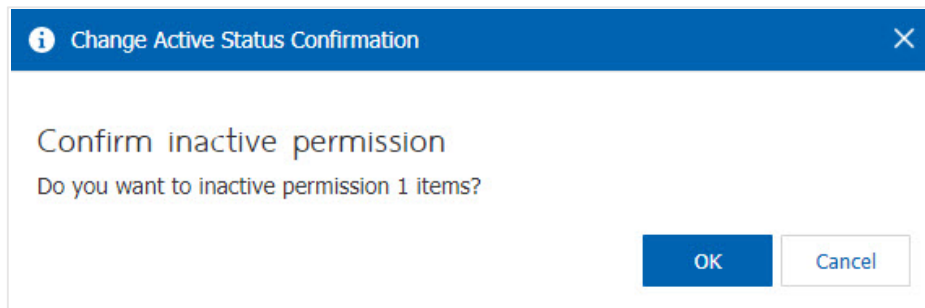 Change Active Status Confirmation
Confirm inactive permission
Do you want to inactive permission 1 items?
OK Cancel